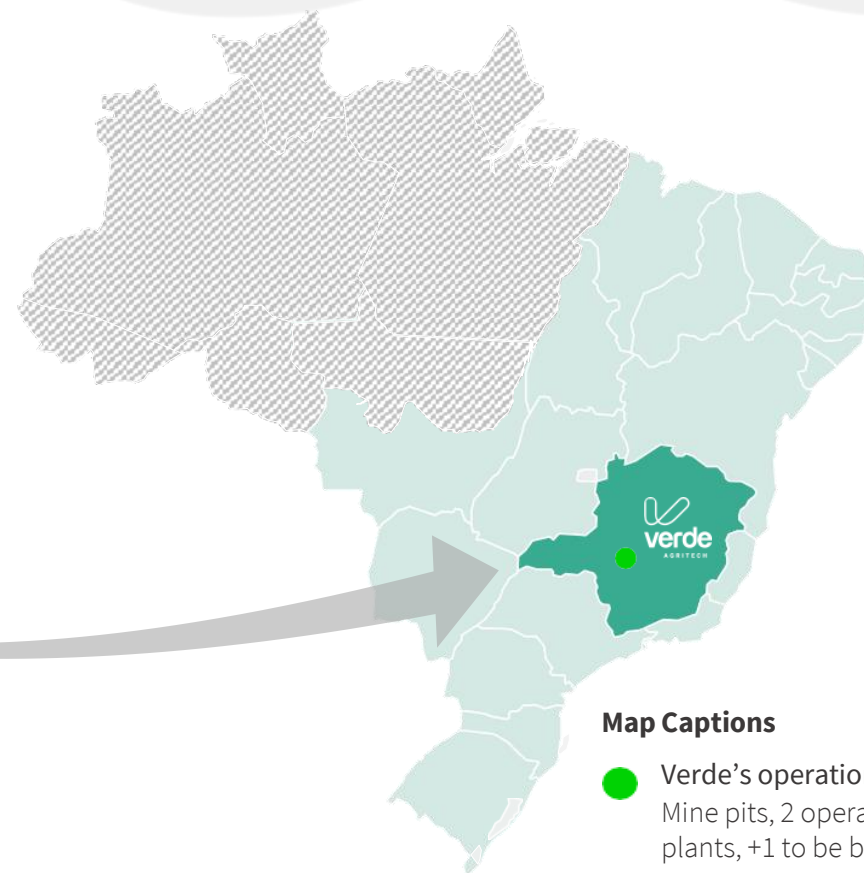 verde
AGRITECH
Map Captions
Verde’s operatio
Mine pits, 2 opera
plants, +1 to be b